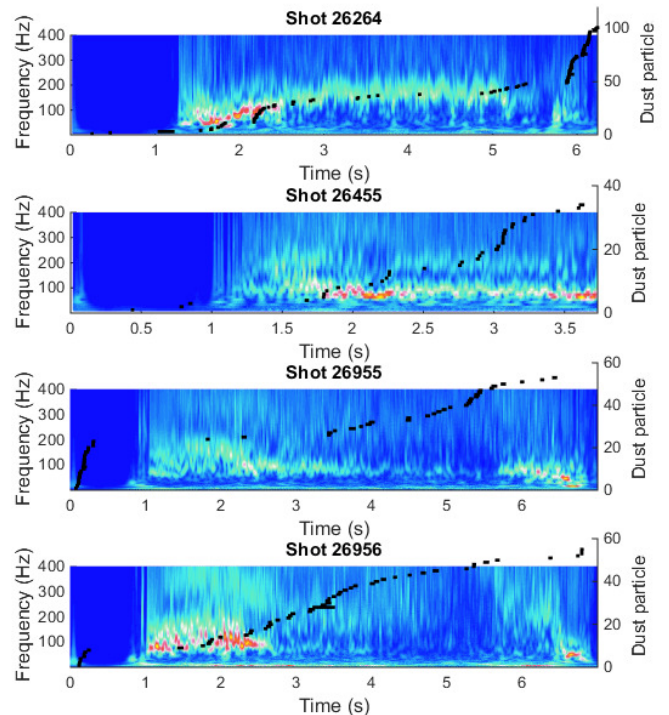 Shot 26264
Frequency (Hz)
400
300
200
100
0 1 2 3 4 5 6
100
50
0
Dust particle
Time (s)
Shot 26455
Frequency (Hz)
400
300
200
100
0.5 1 1.5 2 2.5 3 3.5
40
20
0
Dust particle
Time (s)
Shot 26955
Frequency (Hz)
400
300
200
100
0 1 2 3 4 5 6
60
40
20
0
Dust particle
Time (s)
Shot 26956
Frequency (Hz)
400
300
200
100
0 1 2 3 4 5 6
60
40
20
0
Dust particle
Time (s)